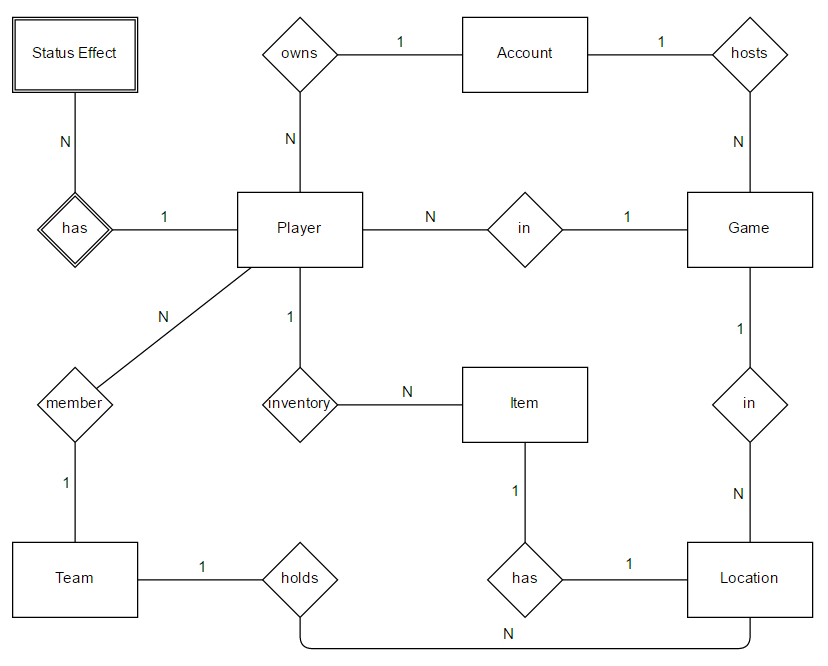 Status Effect
owns
1
Account
1
hosts
N
N
N
has
1
Player
N
in
1
Game
N
1
1
member
inventory
N
Item
in
1
1
N
Team
1
holds
has
1
Location
N